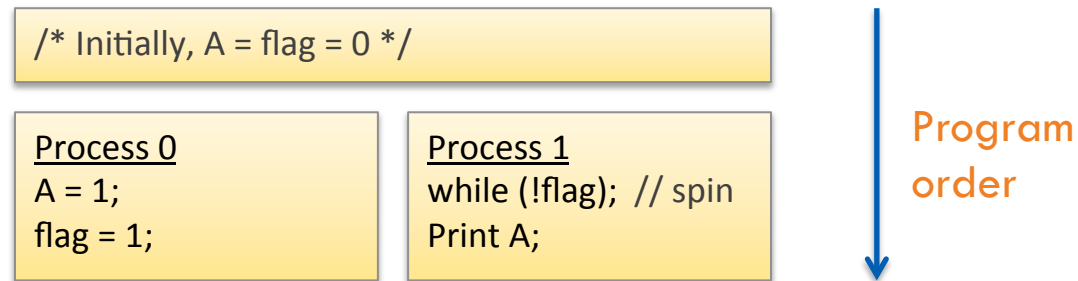 /* Initially, A = flag = 0 */
Process 0
A = 1;
flag = 1;
Process 1
while (!flag);  // spin
Print A;
Program
order